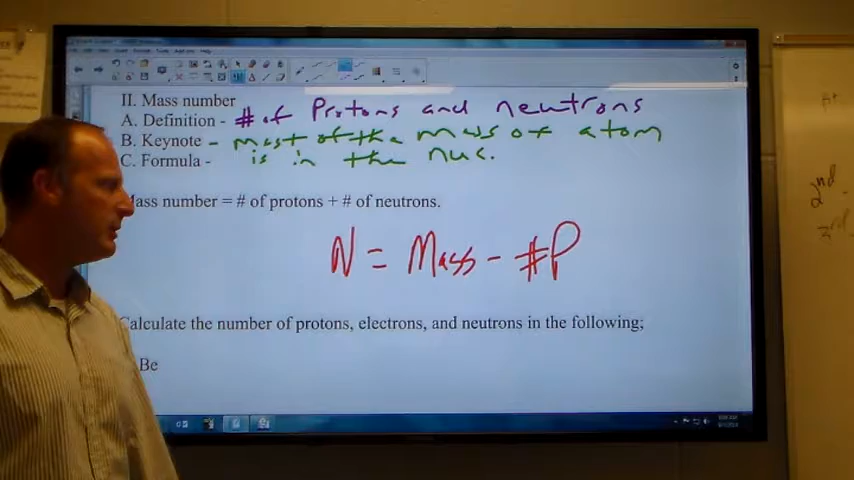 II. Mass number
A. Definition - # of Protons and neutrons
B. Keynote - most of the mass of atom
C. Formula - is in the nuc.
Mass number = # of protons + # of neutrons.
N = Mass - #P
Calculate the number of protons, electrons, and neutrons in the following;
Be
2nd
3rd